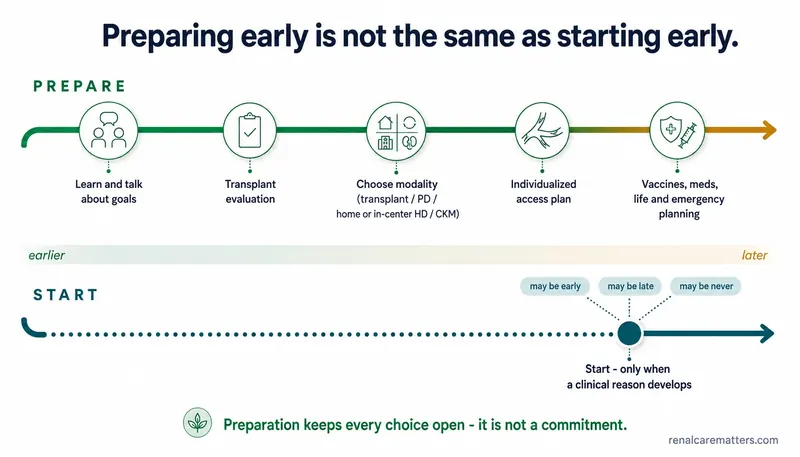 Preparing early is not the same as starting early.
PREPARE
Learn and talk
about goals
Transplant
evaluation
Choose modality
(transplant / PD /
home or in-center HD / CKM)
Individualized
access plan
Vaccines, meds,
life and emergency
planning
earlier
later
START
may be early
may be late
may be never
Start - only when
a clinical reason develops
Preparation keeps every choice open - it is not a commitment.
renalcarematters.com